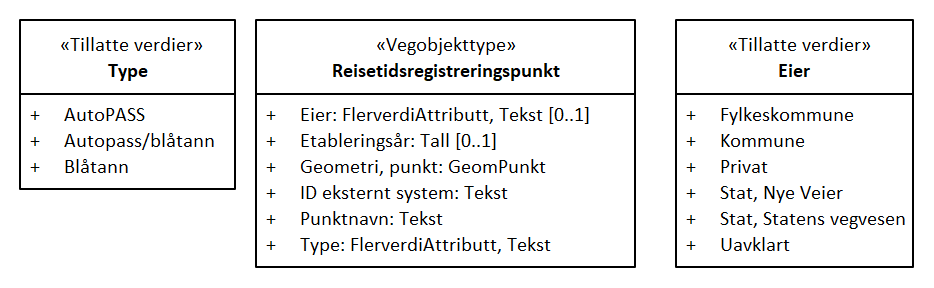 «Tillatte verdier»
Type
+ AutoPASS
+ Autopass/blåtann
+ Blåtann
«Vegobjekttype»
Reisetidsregistreringspunkt
+ Eier: FlerverdiAttributt, Tekst [0..1]
+ Etableringsår: Tall [0..1]
+ Geometri, punkt: GeomPunkt
+ ID eksternt system: Tekst
+ Punktnavn: Tekst
+ Type: FlerverdiAttributt, Tekst
«Tillatte verdier»
Eier
+ Fylkeskommune
+ Kommune
+ Privat
+ Stat, Nye Veier
+ Stat, Statens vegvesen
+ Uavklart